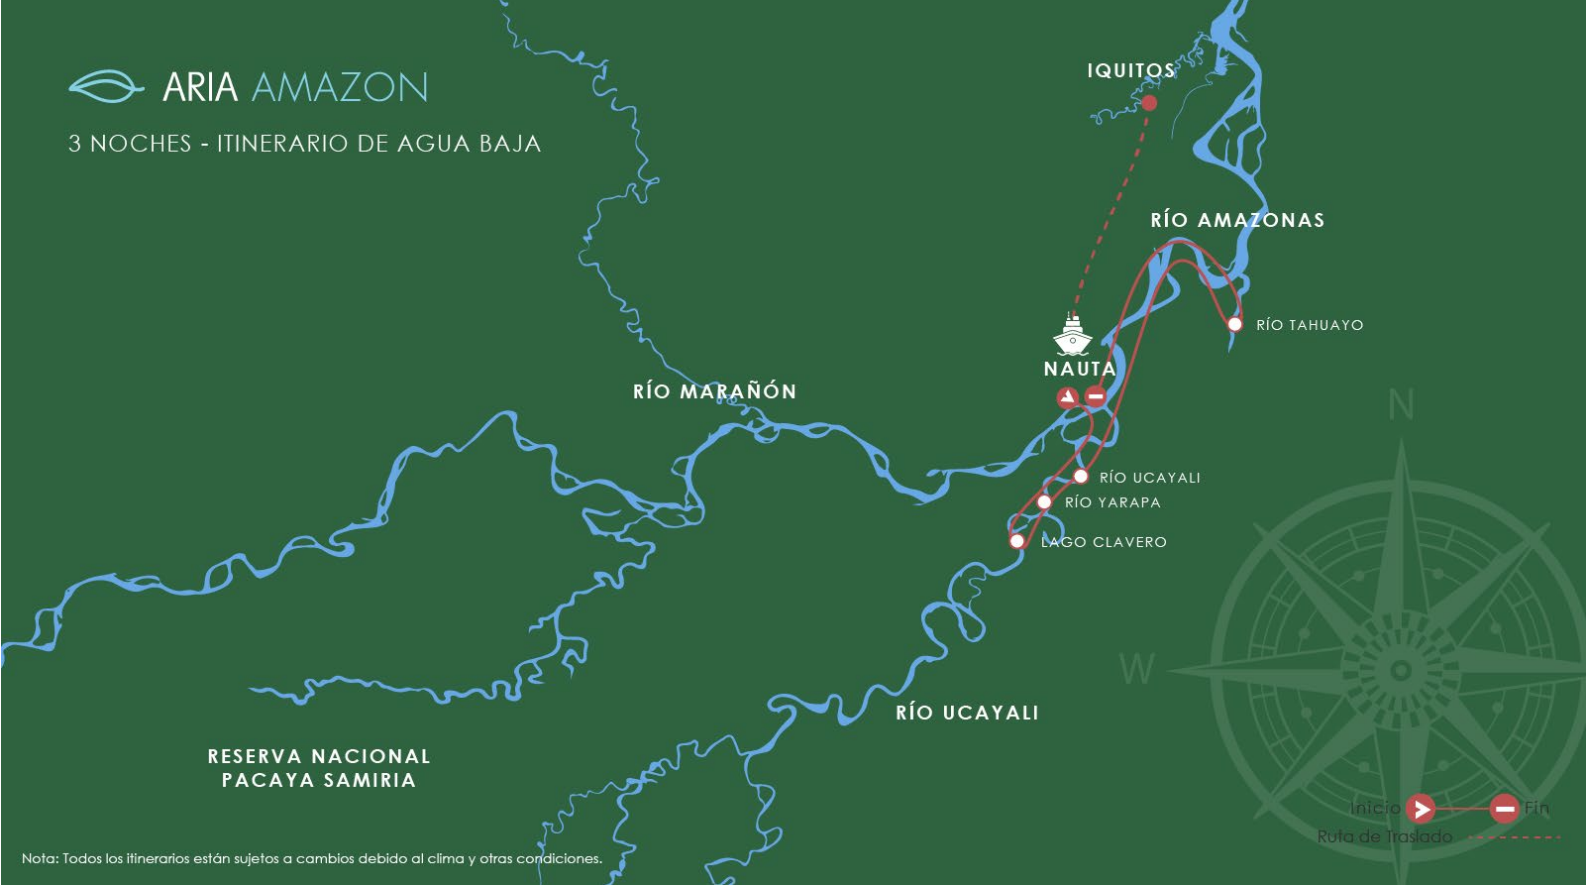 ARIA AMAZON
3 NOCHES - ITINERARIO DE AGUA BAJA
IQUITOS
RÍO AMAZONAS
RÍO TAHUAYO
NAUTA
RÍO MARAÑÓN
N
RÍO UCAYALI
RÍO YARAPA
LAGO CLAVERO
W
RÍO UCAYALI
RESERVA NACIONAL
PACAYA SAMIRIA
Inicio Fin
Ruta de Traslado
Nota: Todos los itinerarios están sujetos a cambios debido al clima y otras condiciones.